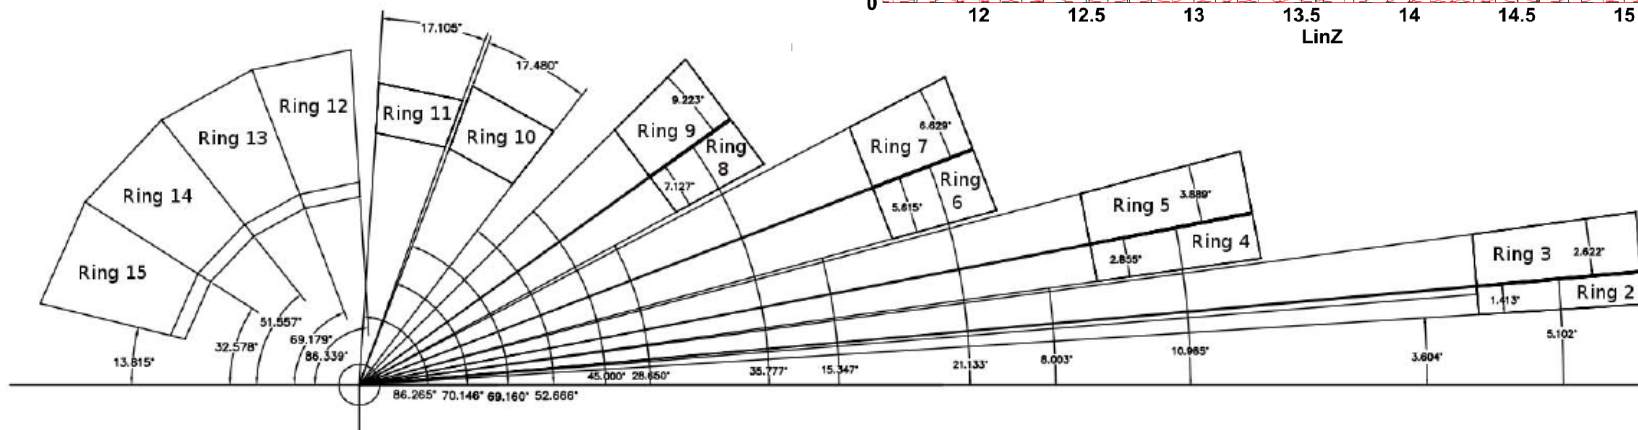 0
12 12.5 13 13.5 14 14.5 15
LinZ
17.105°
17.480°
Ring 12
Ring 11
Ring 10
Ring 13
9.223°
Ring 9
Ring
8
7.127°
6.629°
Ring 7
Ring
6
5.615°
Ring 14
Ring 5
3.889°
Ring 4
2.855°
Ring 15
Ring 3
2.622°
Ring 2
1.413°
13.815°
32.578°
51.557°
69.179°
86.339°
86.265° 70.146° 69.160° 52.666°
45.000° 28.650°
35.777°
15.347°
21.133°
8.003°
10.985°
3.604°
5.102°